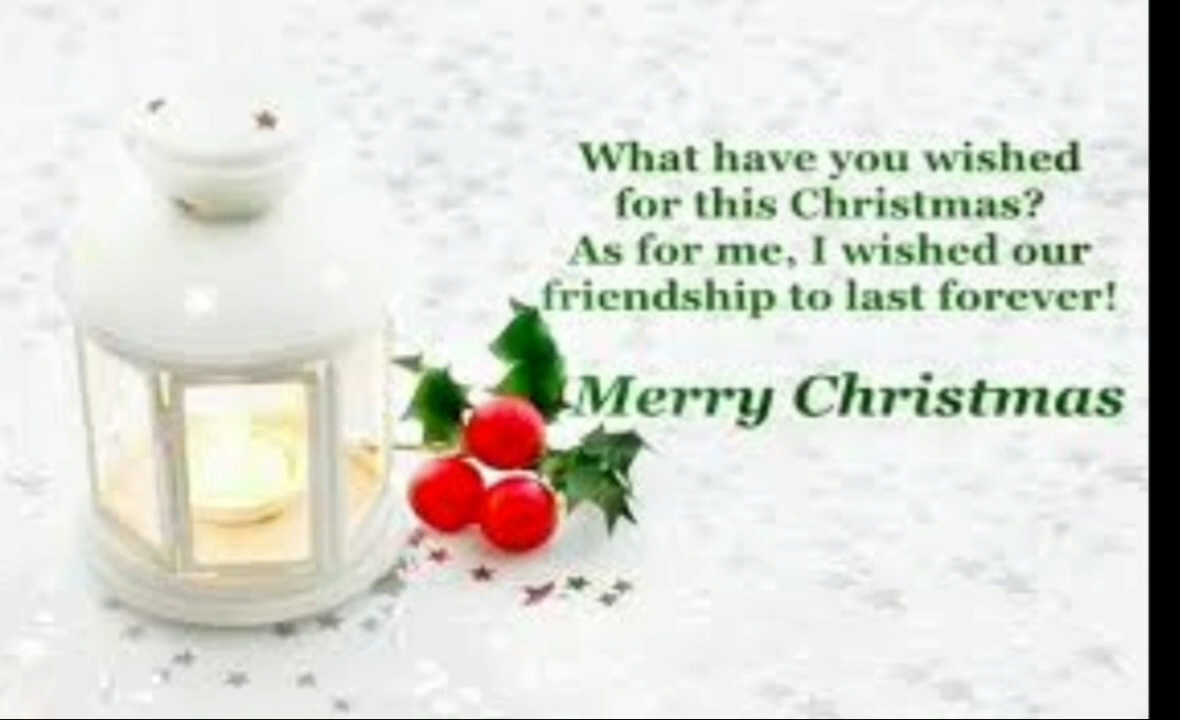 What have you wished
for this Christmas?
As for me, I wished our
friendship to last forever!
Merry Christmas